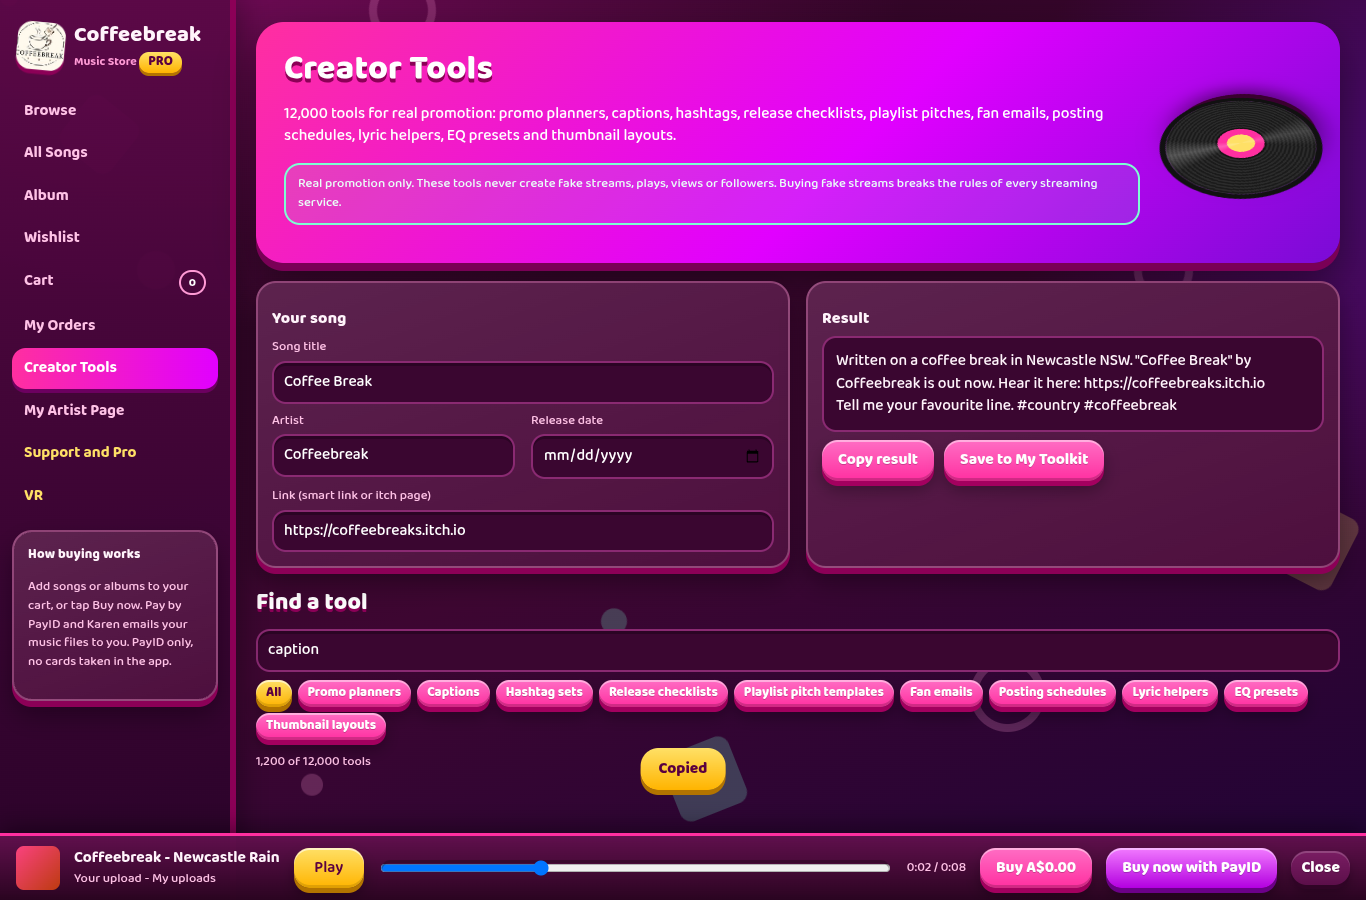 COFFEEBREAK
Coffeebreak
Music Store PRO
Browse
All Songs
Album
Wishlist
Cart 0
My Orders
Creator Tools
My Artist Page
Support and Pro
VR
How buying works
Add songs or albums to your
cart, or tap Buy now. Pay by
PayID and Karen emails your
music files to you. PayID only,
no cards taken in the app.
Creator Tools
12,000 tools for real promotion: promo planners, captions, hashtags, release checklists, playlist pitches, fan emails, posting
schedules, lyric helpers, EQ presets and thumbnail layouts.
Real promotion only. These tools never create fake streams, plays, views or followers. Buying fake streams breaks the rules of every streaming
service.
Your song
Song title
Coffee Break
Artist Release date
Coffeebreak mm/dd/yyyy
Link (smart link or itch page)
https://coffeebreaks.itch.io
Result
Written on a coffee break in Newcastle NSW. "Coffee Break" by
Coffeebreak is out now. Hear it here: https://coffeebreaks.itch.io
Tell me your favourite line. #country #coffeebreak
Copy result Save to My Toolkit
Find a tool
caption
All Promo planners Captions Hashtag sets Release checklists Playlist pitch templates Fan emails Posting schedules Lyric helpers EQ presets
Thumbnail layouts
1,200 of 12,000 tools
Copied
Coffeebreak - Newcastle Rain
Your upload - My uploads
Play 0:02 / 0:08 Buy A$0.00 Buy now with PayID Close